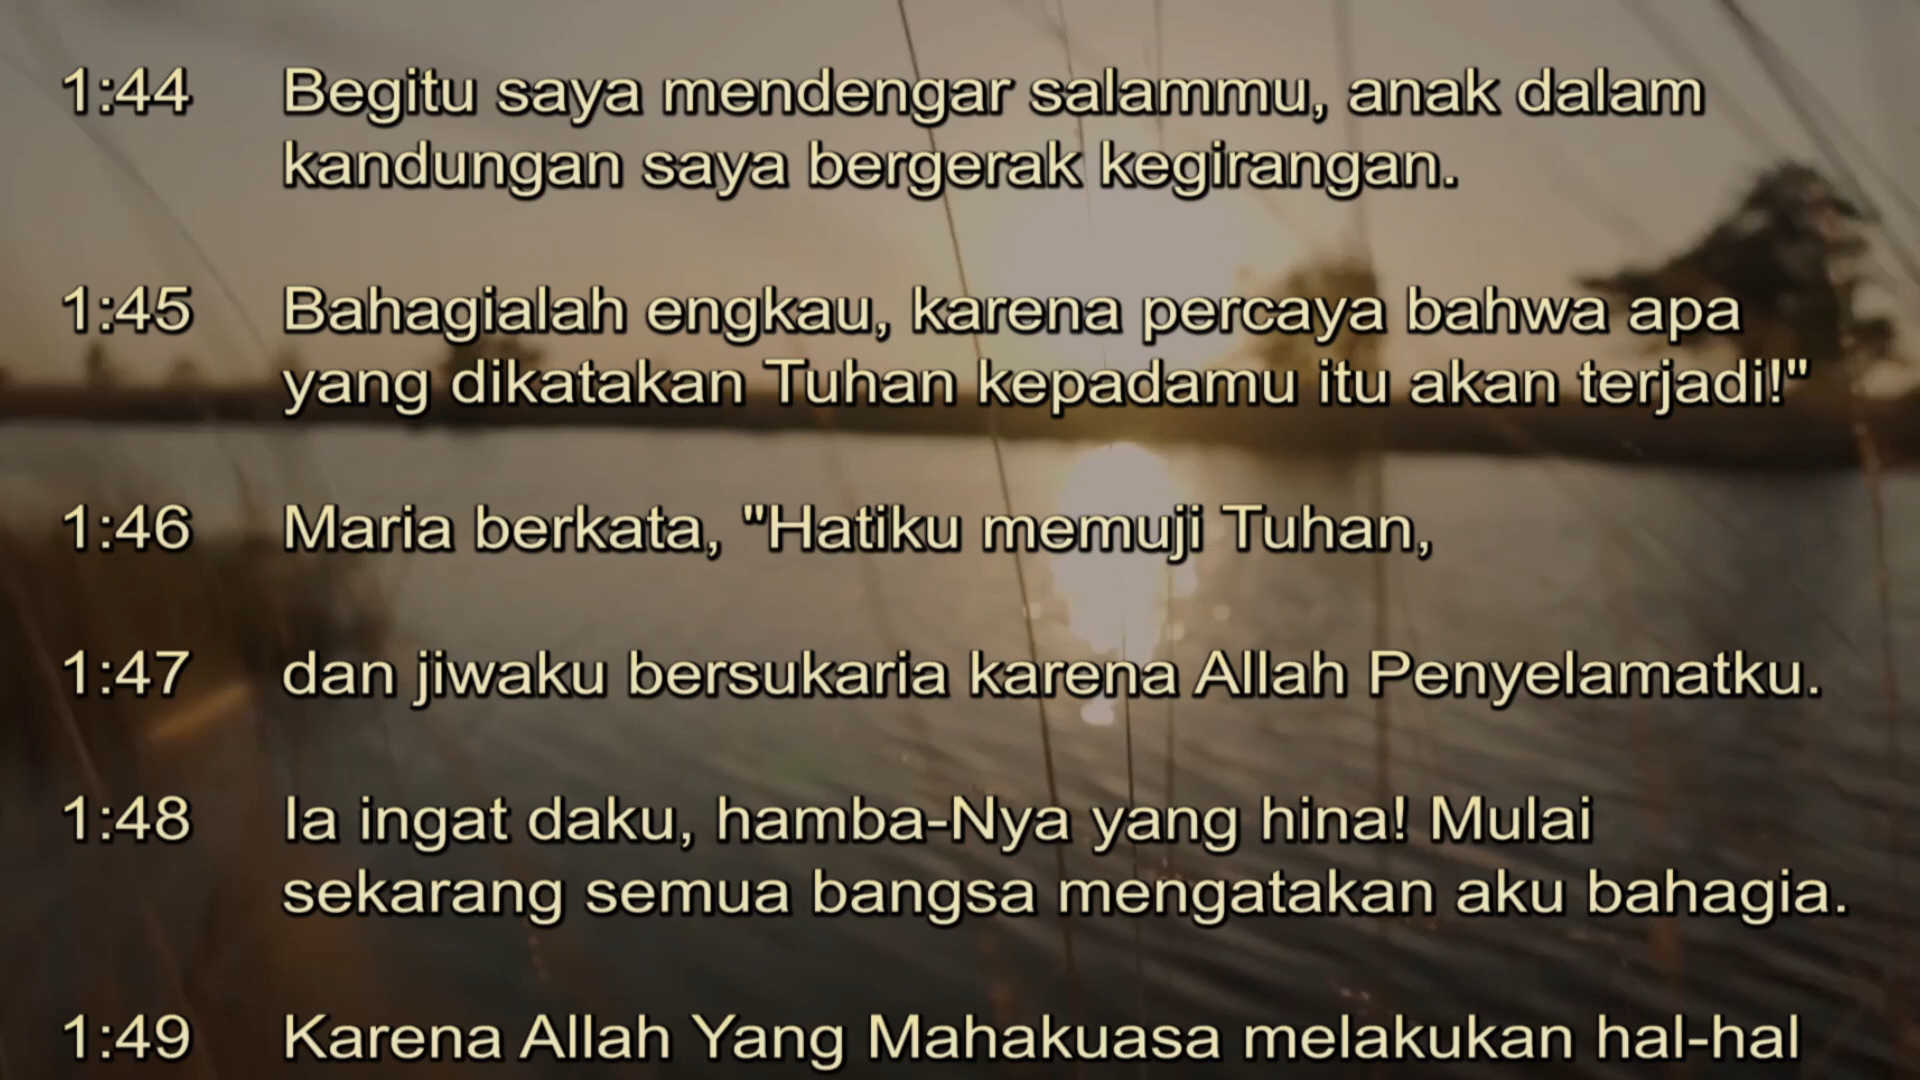 1:44 Begitu saya mendengar salammu, anak dalam
kandungan saya bergerak kegirangan.
1:45 Bahagialah engkau, karena percaya bahwa apa
yang dikatakan Tuhan kepadamu itu akan terjadi!"
1:46 Maria berkata, "Hatiku memuji Tuhan,
1:47 dan jiwaku bersukaria karena Allah Penyelamatku.
1:48 Ia ingat daku, hamba-Nya yang hina! Mulai
sekarang semua bangsa mengatakan aku bahagia.
1:49 Karena Allah Yang Mahakuasa melakukan hal-hal